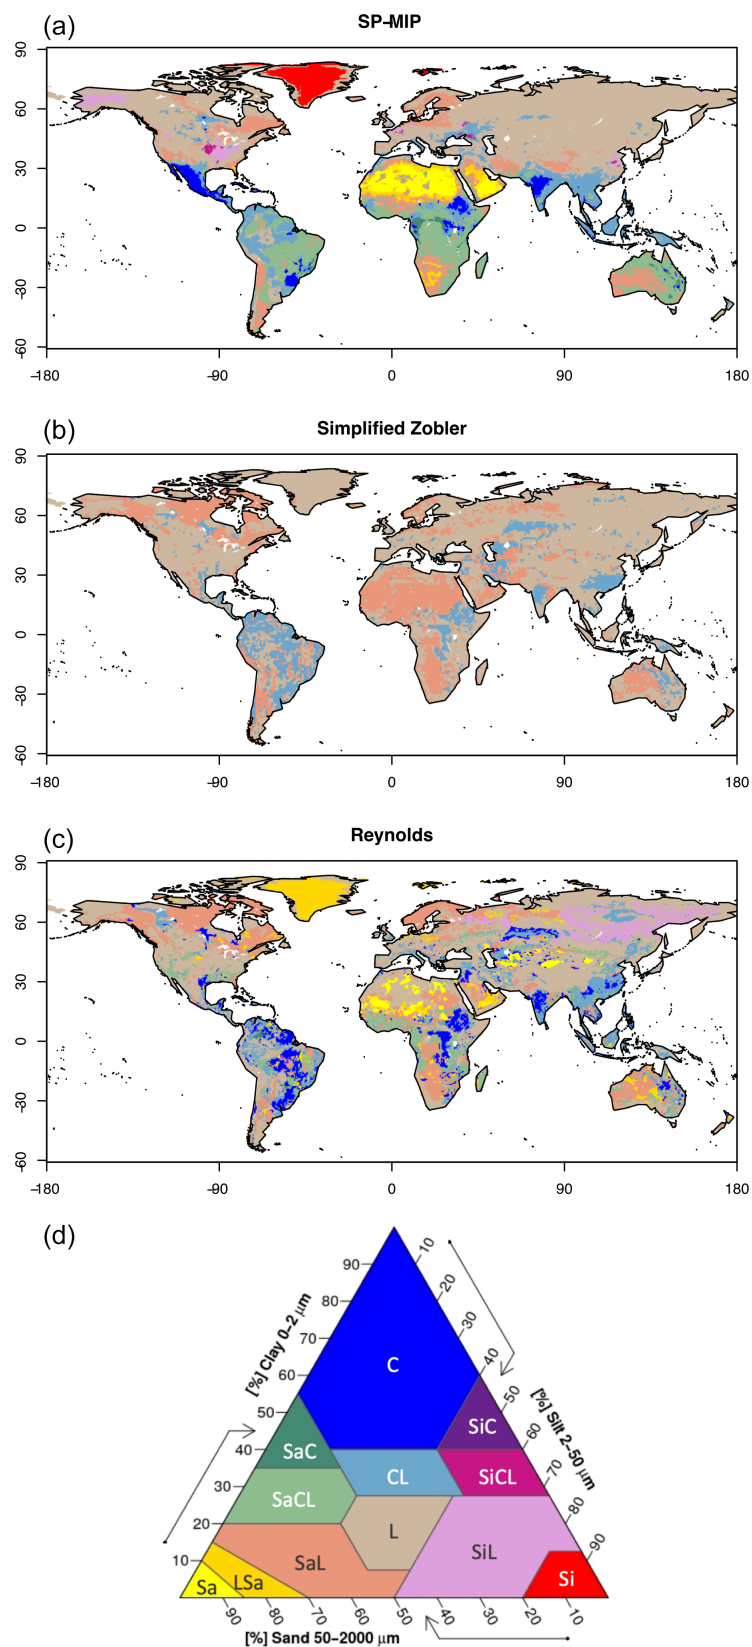 (a)
SP-MIP
90
60
30
0
-30
-60
-180
-90
0
90
180
(b)
Simplified Zobler
90
60
30
0
-30
-60
-180
-90
0
90
180
(c)
Reynolds
90
60
30
0
-30
-60
-180
-90
0
90
180
(d)
[%] Clay 0-2 µm
90
80
70
60
50
40
30
20
10
[%] Silt 2-50 µm
10
20
30
40
50
60
70
80
90
C
SaC
SiC
CL
SiCL
SaCL
L
SiL
SaL
Sa
LSa
Si
90
80
70
60
50
40
30
20
10
[%] Sand 50-2000 µm